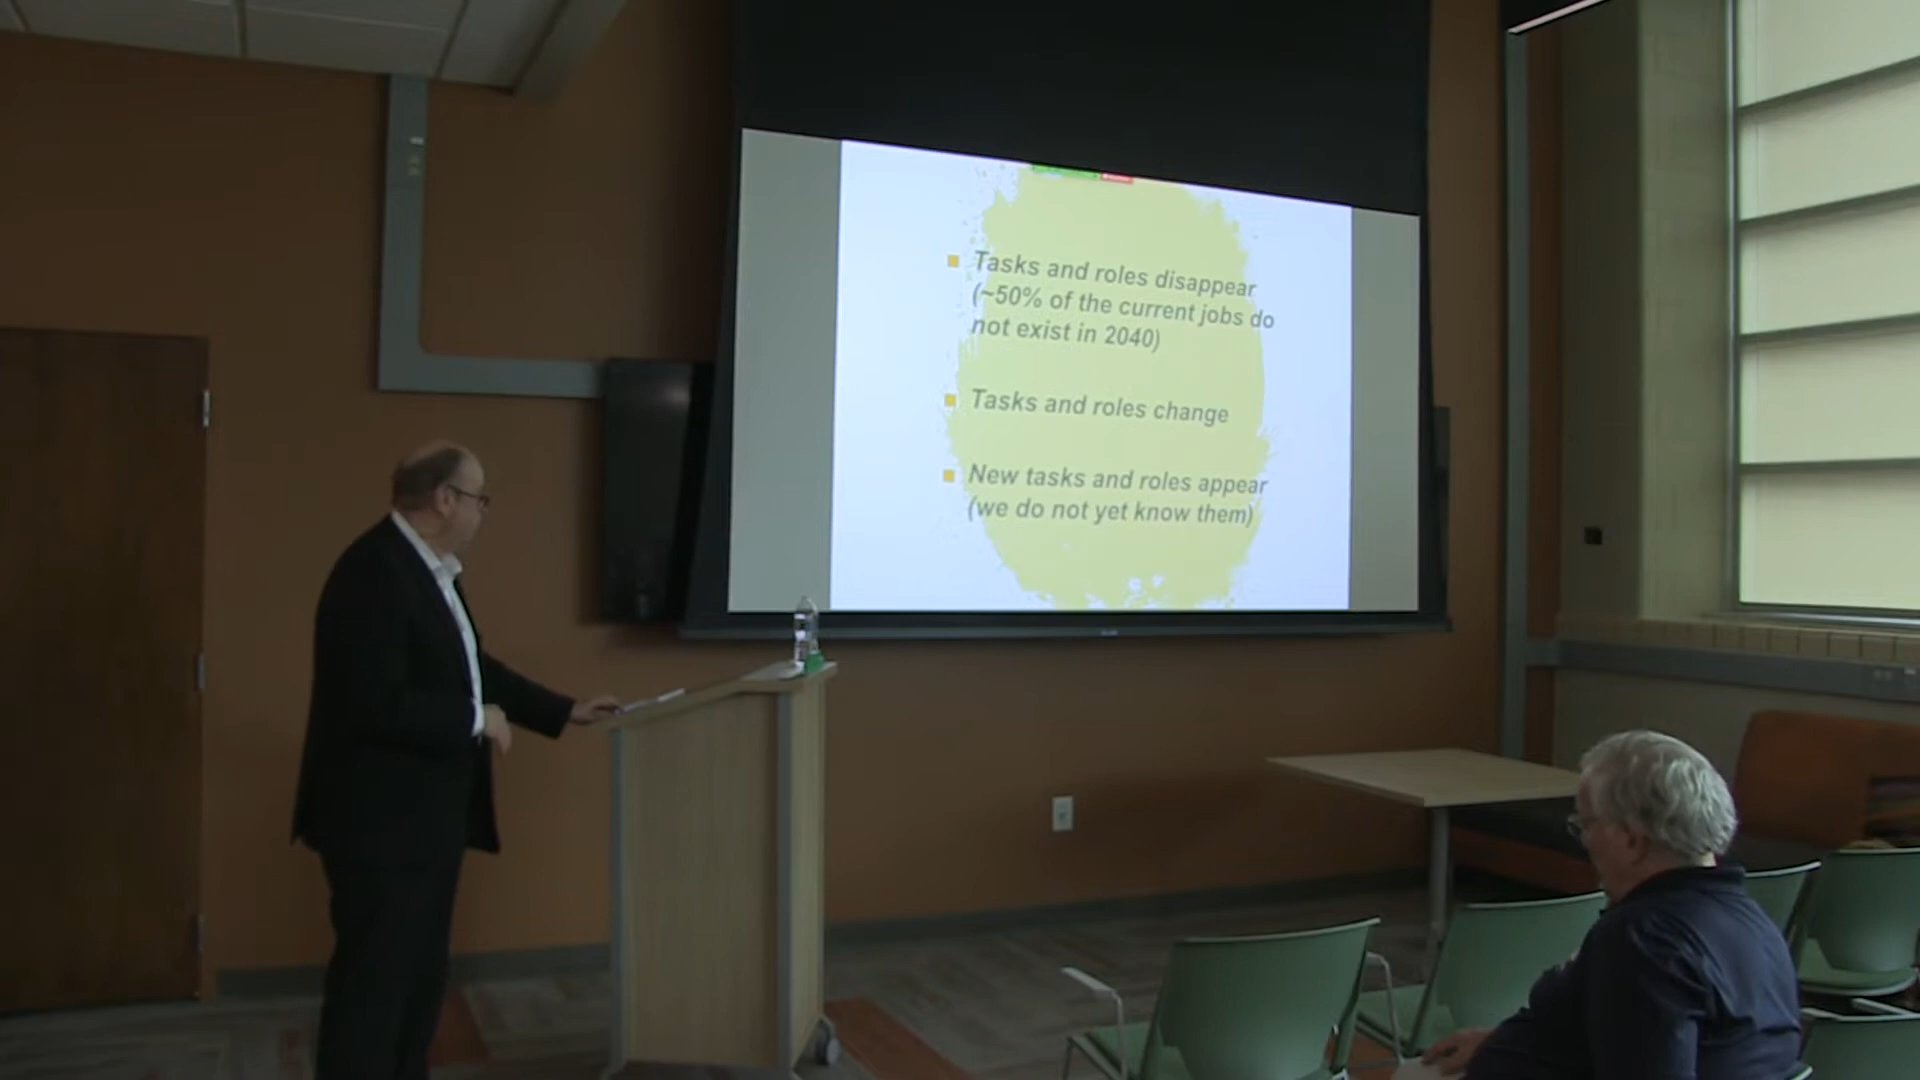 Tasks and roles disappear
(~50% of the current jobs do
not exist in 2040)
Tasks and roles change
New tasks and roles appear
(we do not yet know them)